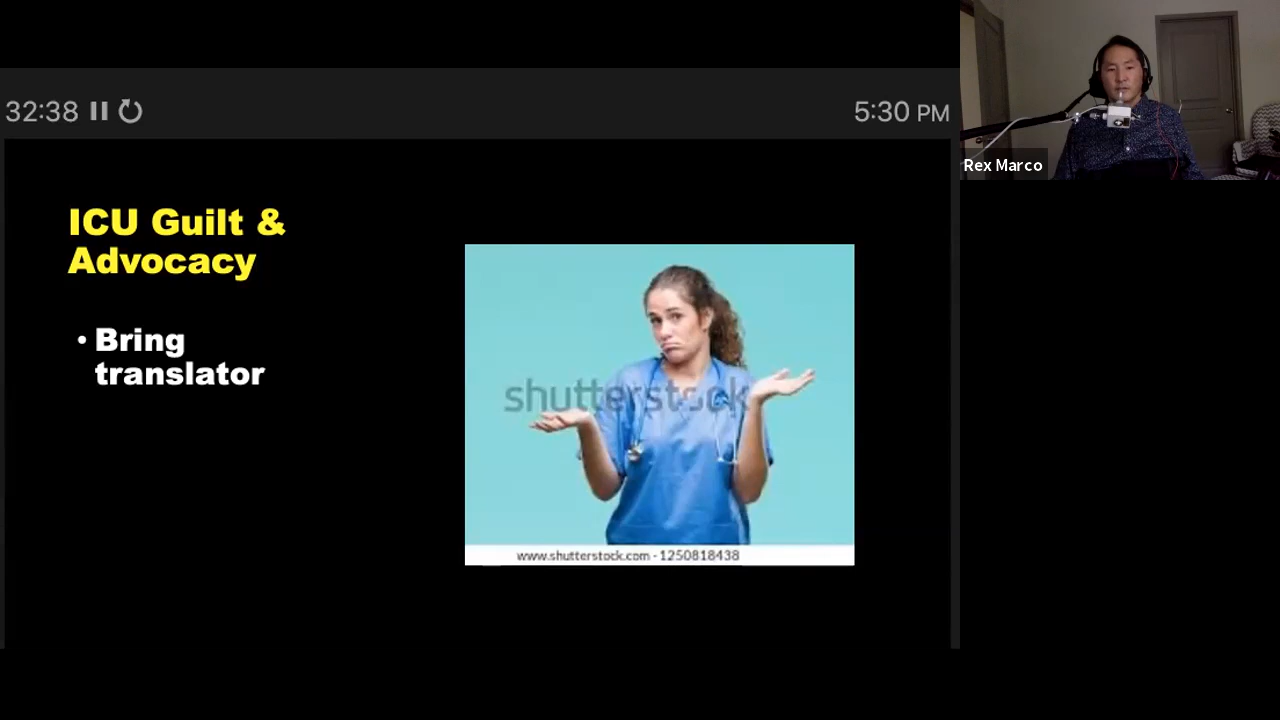 32:38
5:30 PM
Rex Marco
ICU Guilt &
Advocacy
• Bring
translator
shutterstock
www.shutterstock.com · 1250818438